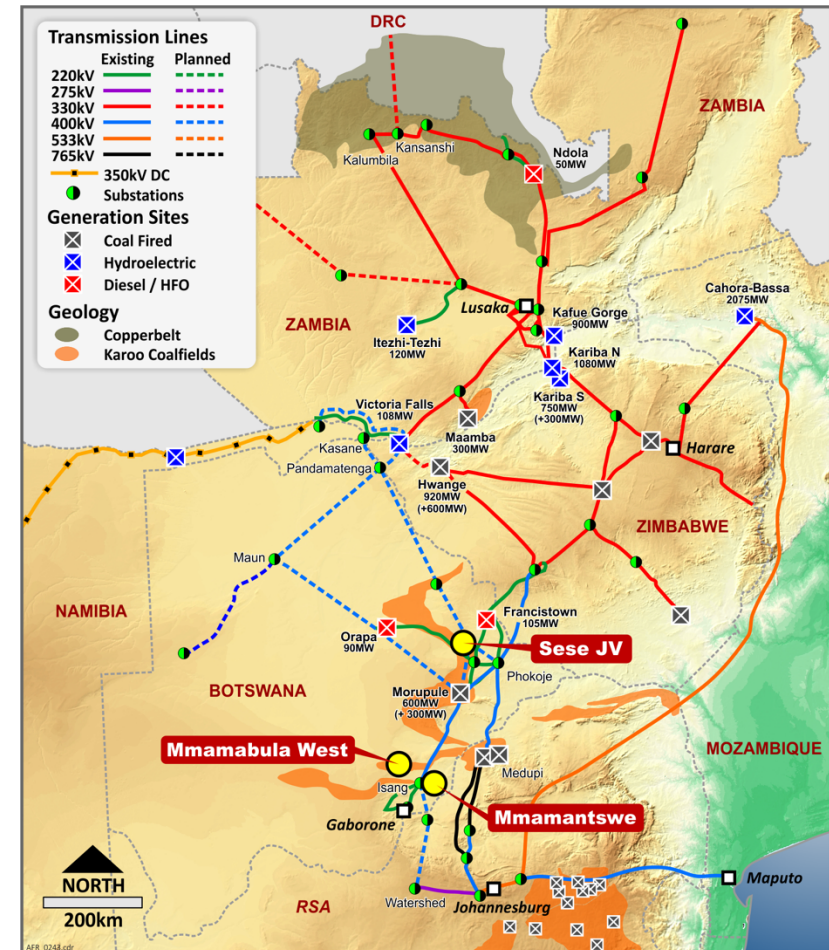 Transmission Lines
Existing Planned
220kV
275kV
330kV
400kV
533kV
765kV
350kV DC
Substations
Generation Sites
Coal Fired
Hydroelectric
Diesel / HFO
Geology
Copperbelt
Karoo Coalfields
DRC
ZAMBIA
Kansanshi
Kalumbila
Ndola
50MW
Lusaka
Kafue Gorge
900MW
Cahora-Bassa
2075MW
ZAMBIA
Itezhi-Tezhi
120MW
Kariba N
1080MW
Kariba S
750MW
(+300MW)
Victoria Falls
108MW
Maamba
300MW
Harare
Kasane
Pandamatenga
Hwange
920MW
(+600MW)
ZIMBABWE
Maun
NAMIBIA
Francistown
105MW
Orapa
90MW
Sese JV
Phokoje
BOTSWANA
Morupule
600MW
(+ 300MW)
Mmamabula West
Medupi
MOZAMBIQUE
Isang
Mmamantswe
Gaborone
NORTH
200km
RSA
Watershed
Johannesburg
Maputo
AFR_0243.cdr